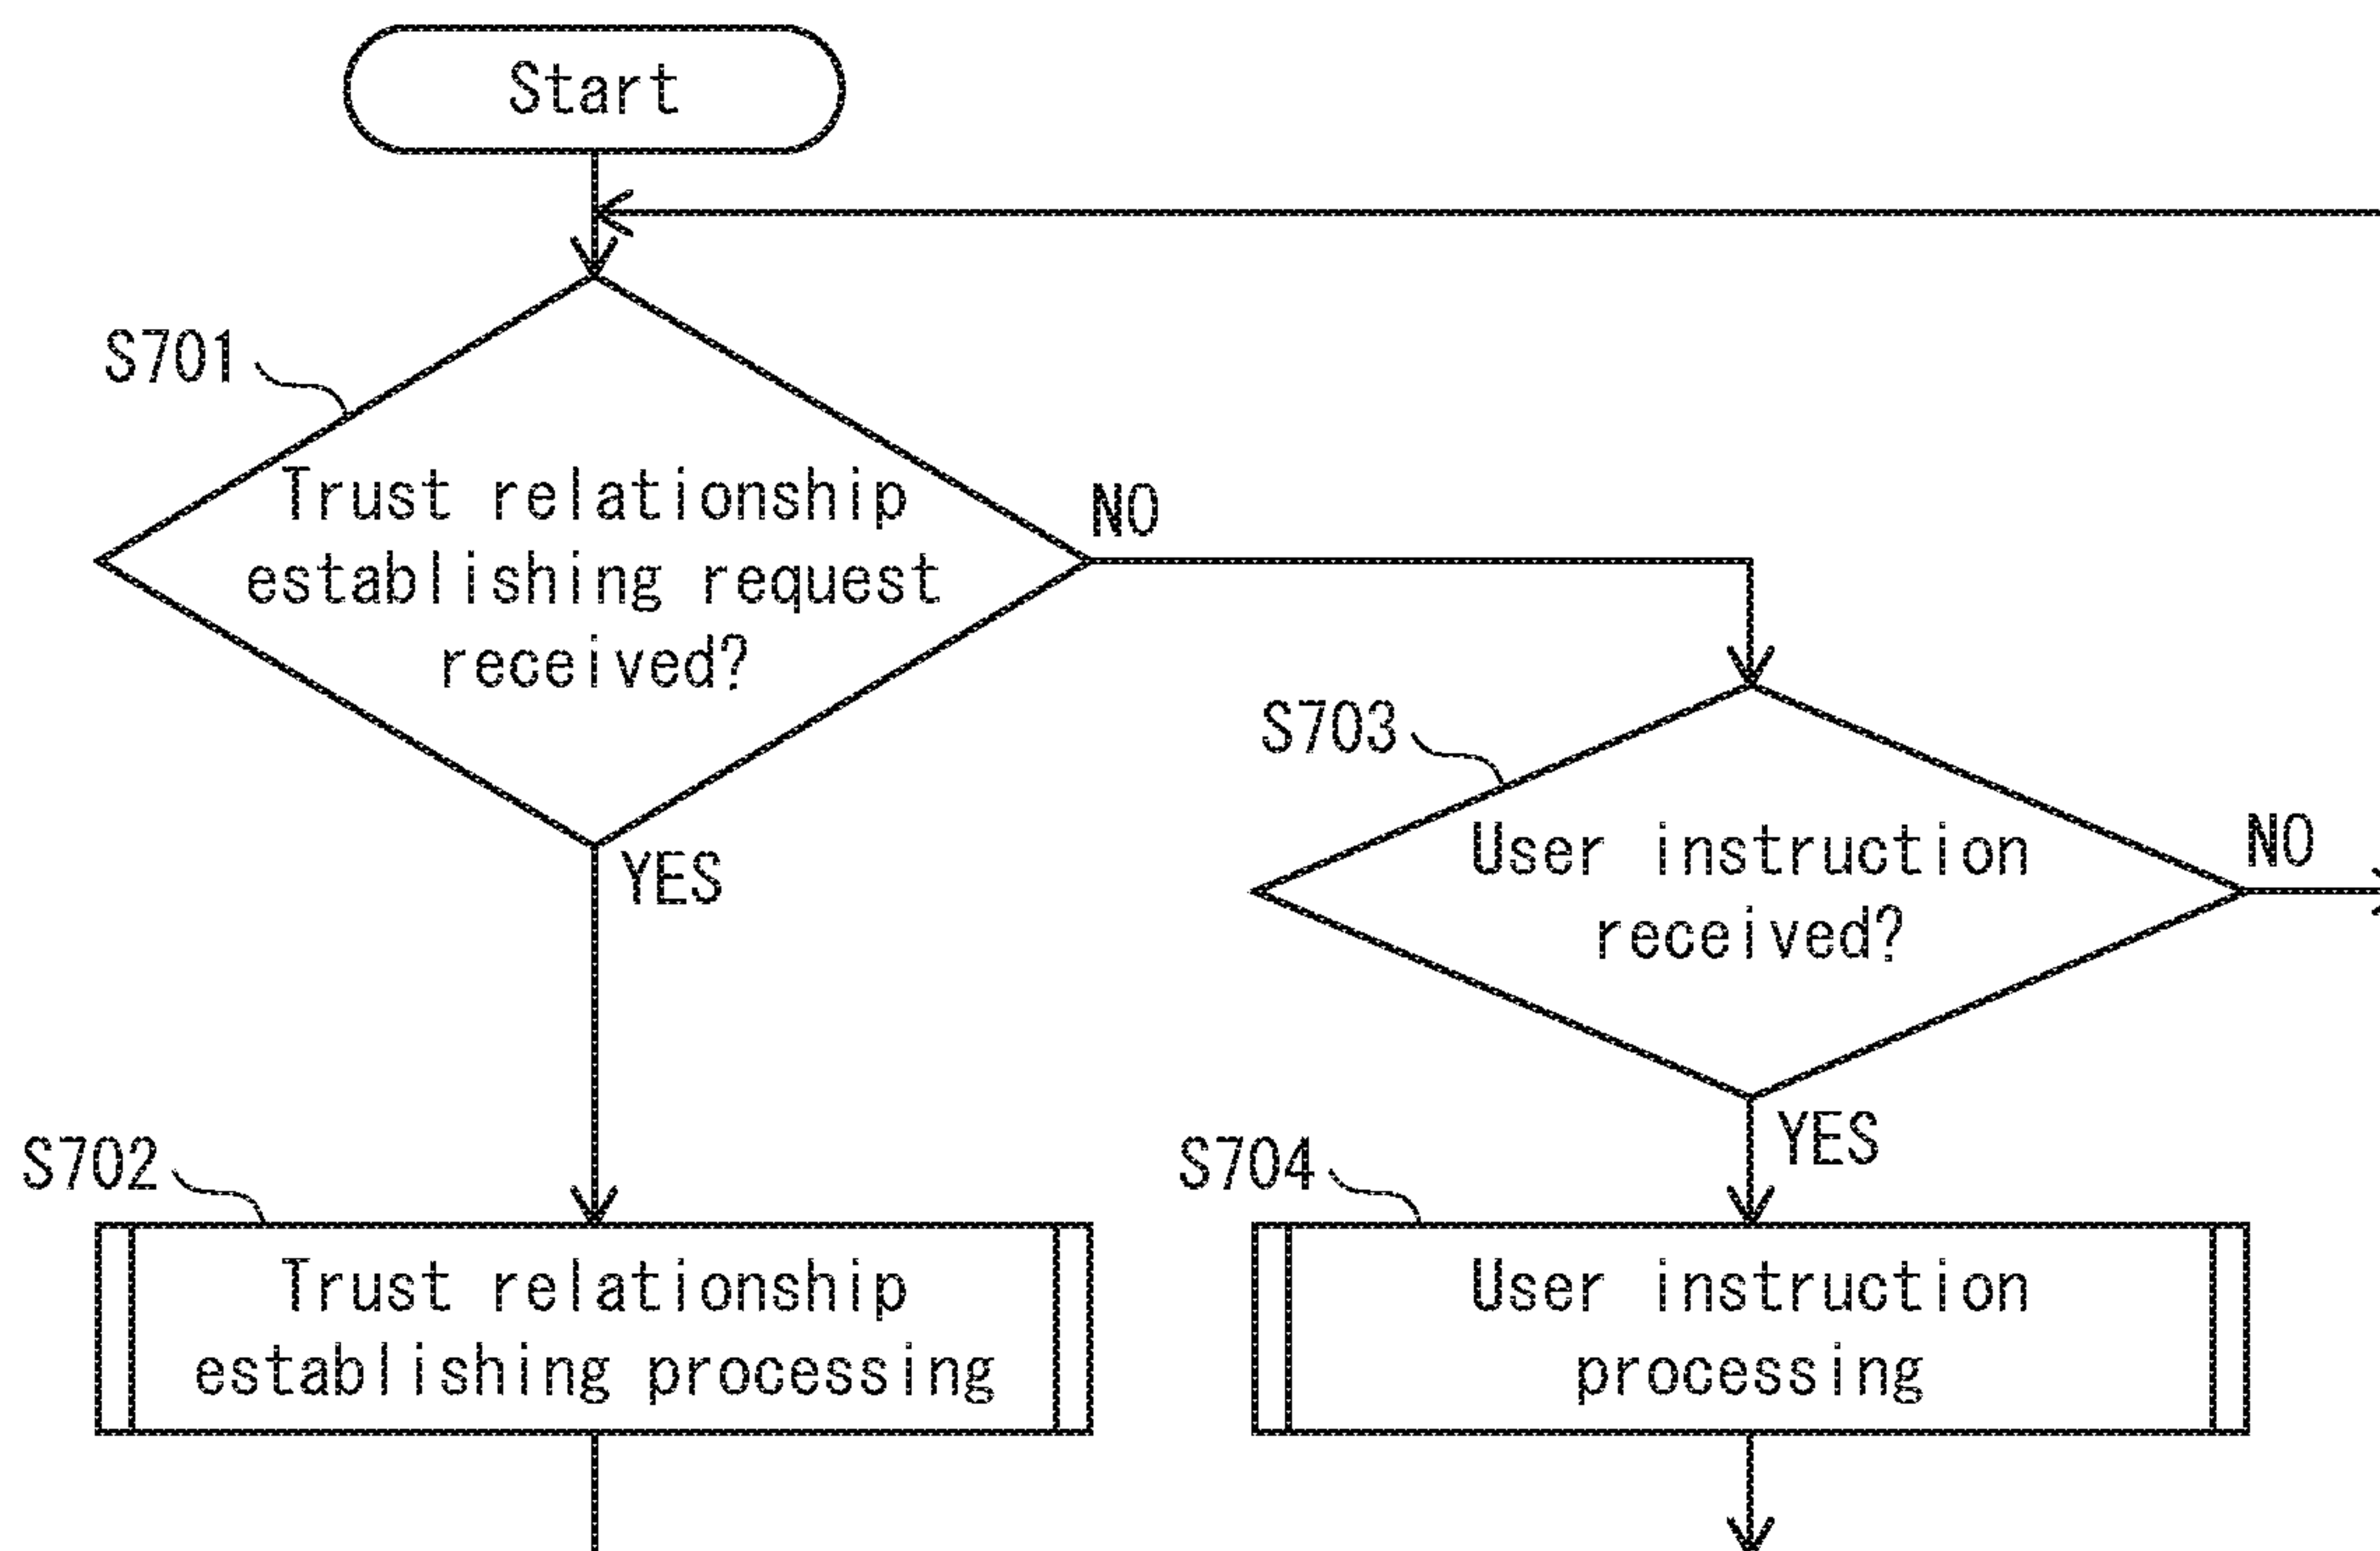 Start
S701
Trust relationship
establishing request
received?
NO
YES
S703
User instruction
received?
NO
YES
S702
Trust relationship
establishing processing
S704
User instruction
processing